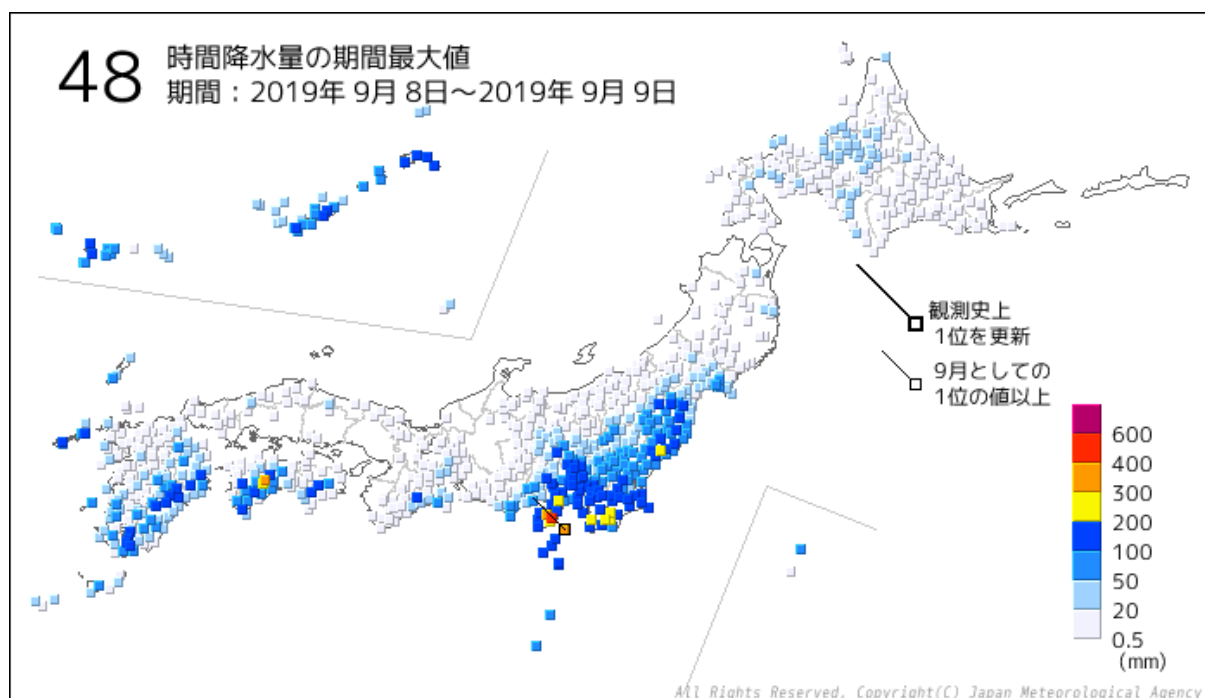 48 時間降水量の期間最大値
期間：2019年 9月 8日～2019年 9月 9日
観測史上
1位を更新
9月としての
1位の値以上
600
400
300
200
100
50
20
0.5
(mm)
All Rights Reserved. Copyright(C) Japan Meteorological Agency